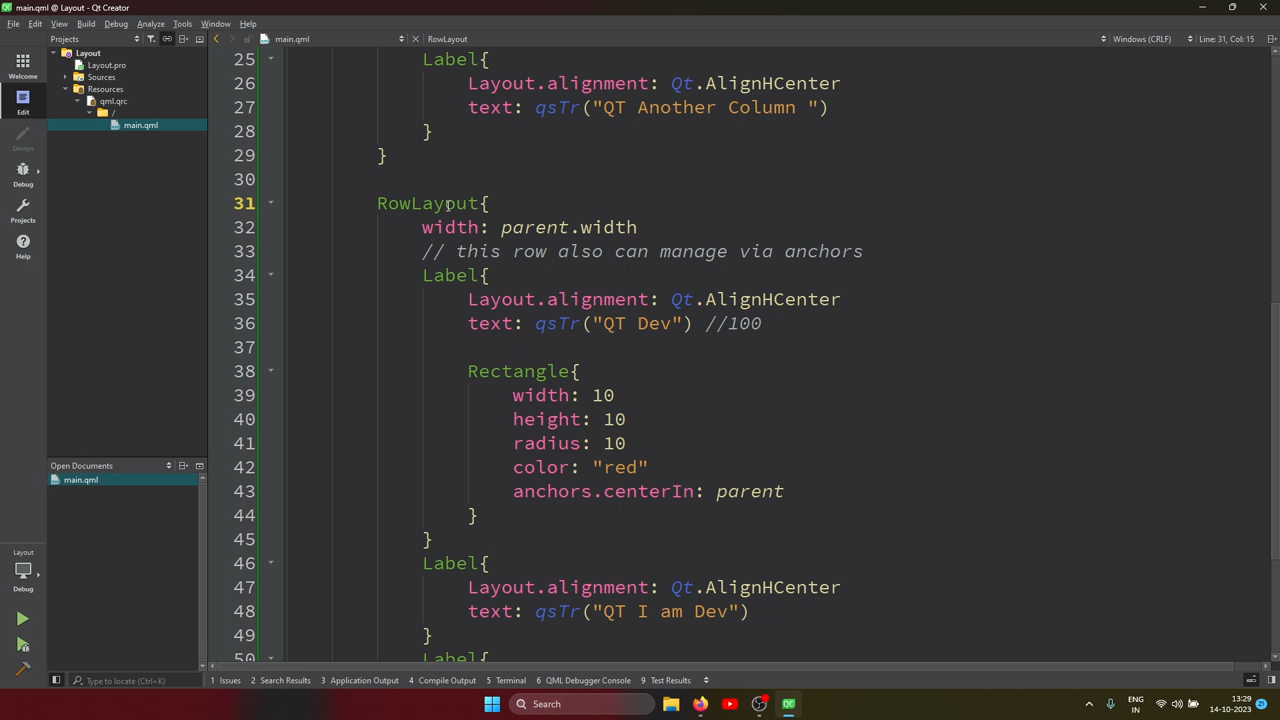 main.qml @ Layout - Qt Creator
File Edit View Build Debug Analyze Tools Window Help
Projects main.qml RowLayout Windows (CRLF) Line: 31, Col: 15
Welcome
Edit
Design
Debug
Projects
Help
Layout
Layout.pro
Sources
Resources
qml.qrc
/
main.qml
Open Documents
main.qml
Layout
Debug
25 Label{
26 Layout.alignment: Qt.AlignHCenter
27 text: qsTr("QT Another Column ")
28 }
29 }
30
31 RowLayout{
32 width: parent.width
33 // this row also can manage via anchors
34 Label{
35 Layout.alignment: Qt.AlignHCenter
36 text: qsTr("QT Dev") //100
37
38 Rectangle{
39 width: 10
40 height: 10
41 radius: 10
42 color: "red"
43 anchors.centerIn: parent
44 }
45 }
46 Label{
47 Layout.alignment: Qt.AlignHCenter
48 text: qsTr("QT I am Dev")
49 }
50 Label{
Type to locate (Ctrl+K) 1 Issues 2 Search Results 3 Application Output 4 Compile Output 5 Terminal 6 QML Debugger Console 8 Test Results
Search
QC
ENG
IN
13:29
14-10-2023
21